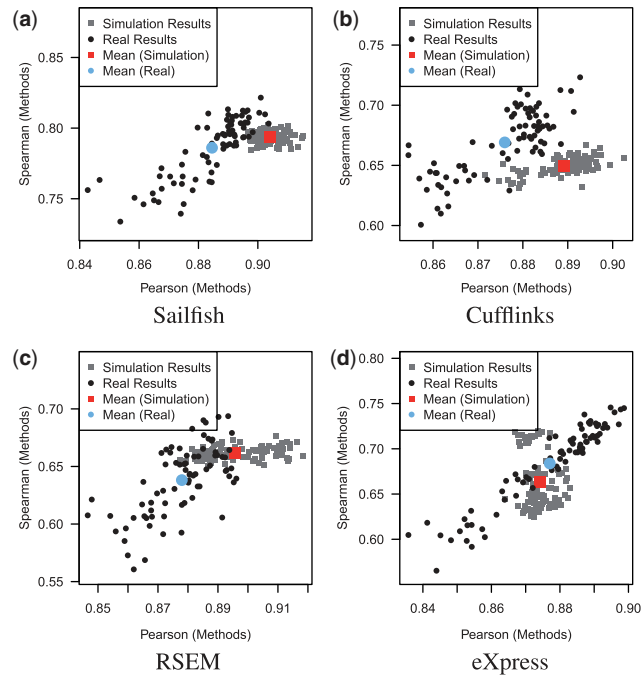 (a)
Simulation Results
Real Results
Mean (Simulation)
Mean (Real)
0.85
0.80
0.75
Spearman (Methods)
0.84 0.86 0.88 0.90
Pearson (Methods)
Sailfish
(b)
Simulation Results
Real Results
Mean (Simulation)
Mean (Real)
0.75
0.70
0.65
0.60
Spearman (Methods)
0.86 0.87 0.88 0.89 0.90
Pearson (Methods)
Cufflinks
(c)
Simulation Results
Real Results
Mean (Simulation)
Mean (Real)
0.70
0.65
0.60
0.55
Spearman (Methods)
0.85 0.87 0.89 0.91
Pearson (Methods)
RSEM
(d)
Simulation Results
Real Results
Mean (Simulation)
Mean (Real)
0.80
0.75
0.70
0.65
0.60
Spearman (Methods)
0.84 0.86 0.88 0.90
Pearson (Methods)
eXpress